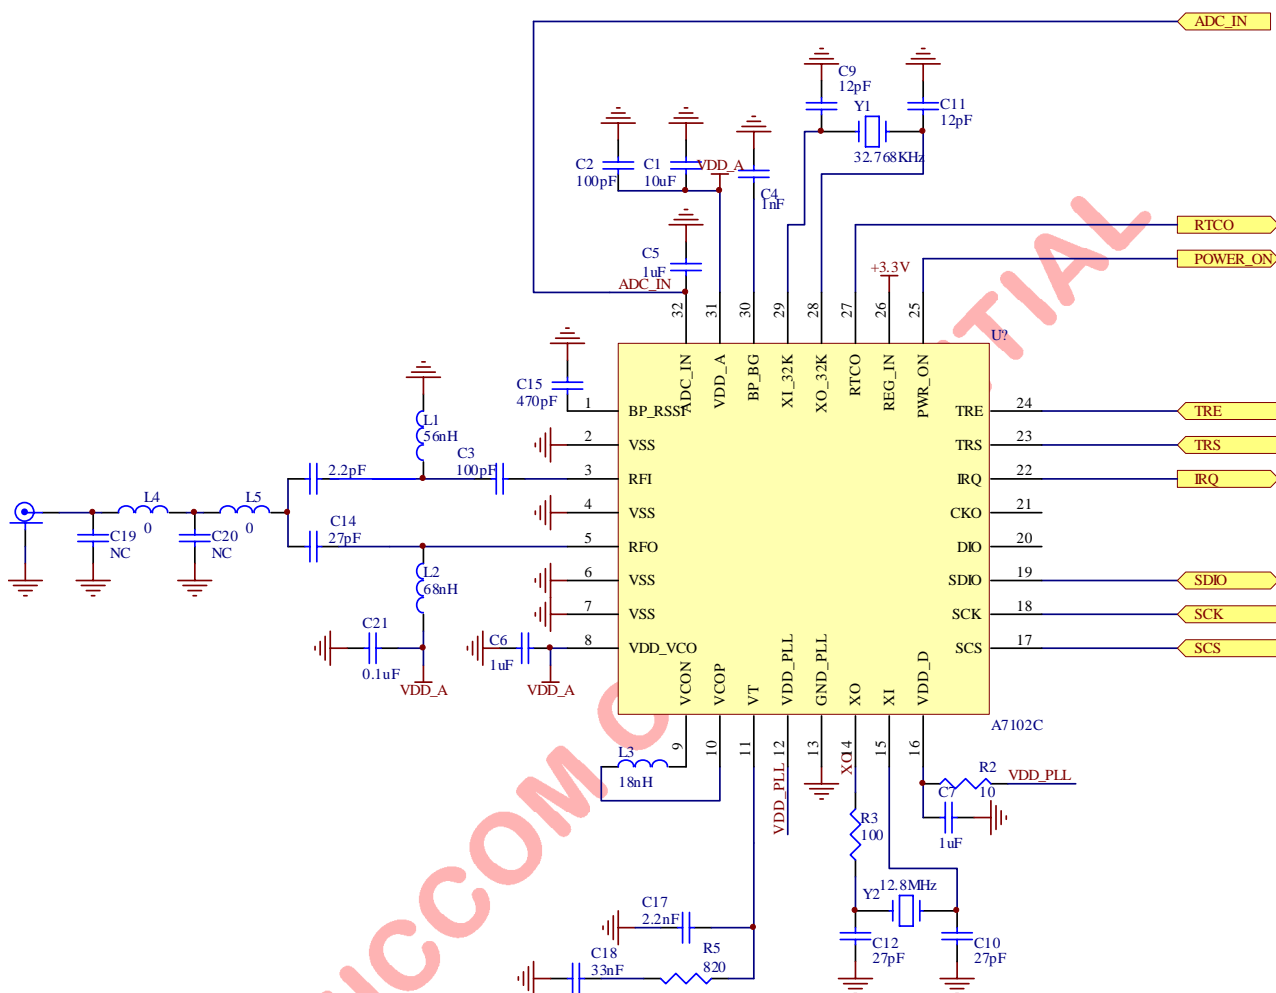 ADC_IN
C9
12pF
Y1
C11
12pF
32.768KHz
C2
100pF
C1
10uF
VDD_A
C4
1nF
C5
1uF
ADC_IN
RTCO
POWER_ON
+3.3V
32
31
30
29
28
27
26
25
U?
ADC_IN
VDD_A
BP_BG
XI_32K
XO_32K
RTCO
REG_IN
PWR_ON
C15
470pF
1
BP_RSSI
TRE
24
TRE
L1
56nH
2
VSS
TRS
23
TRS
C3
100pF
2.2pF
3
RFI
IRQ
22
IRQ
L4
0
L5
0
4
VSS
CKO
21
C19
NC
C20
NC
C14
27pF
5
RFO
DIO
20
L2
68nH
6
VSS
SDIO
19
SDIO
7
VSS
SCK
18
SCK
C21
0.1uF
VDD_A
C6
1uF
VDD_A
8
VDD_VCO
SCS
17
SCS
VCON
VCOP
VT
VDD_PLL
GND_PLL
XO
XI
VDD_D
A7102C
9
10
11
12
13
14
15
16
L3
18nH
VDD_PLL
XO
R2
10
VDD_PLL
C7
1uF
R3
100
Y2
12.8MHz
C12
27pF
C10
27pF
C17
2.2nF
C18
33nF
R5
820